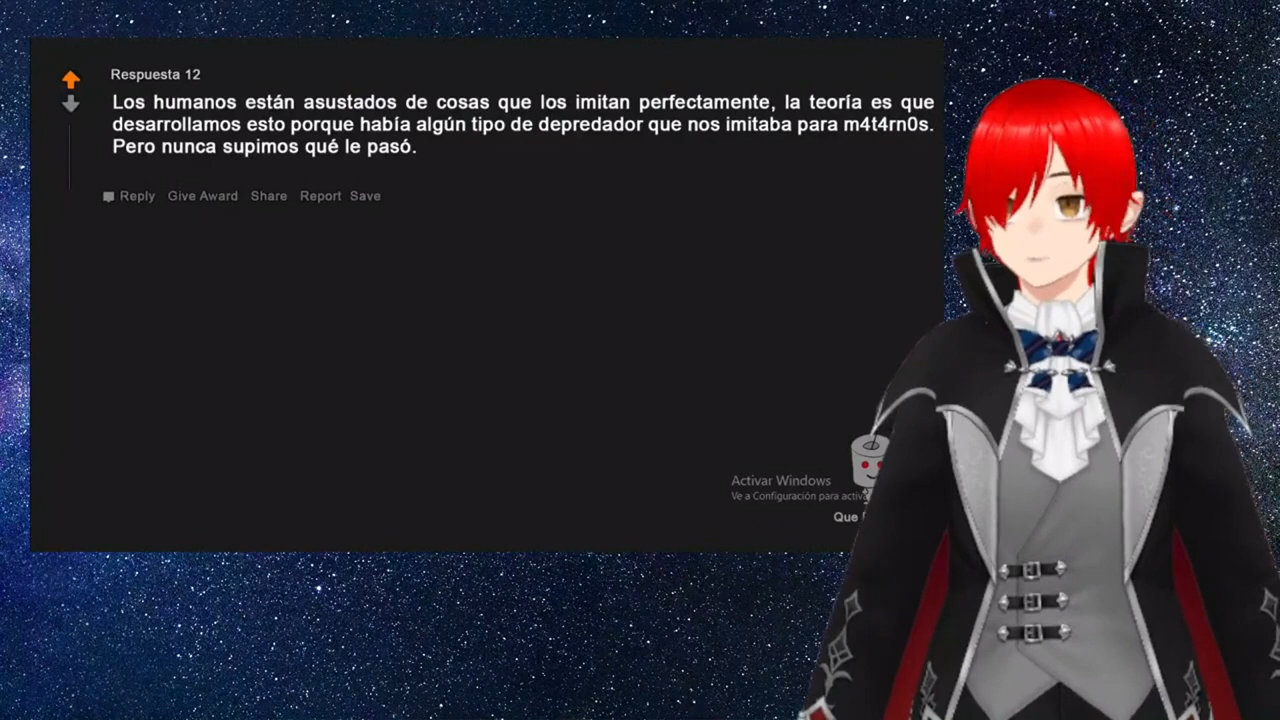 Respuesta 12
Los humanos están asustados de cosas que los imitan perfectamente, la teoría es que
desarrollamos esto porque había algún tipo de depredador que nos imitaba para m4t4rn0s.
Pero nunca supimos qué le pasó.
Reply Give Award Share Report Save
Activar Windows
Ve a Configuración para
Que